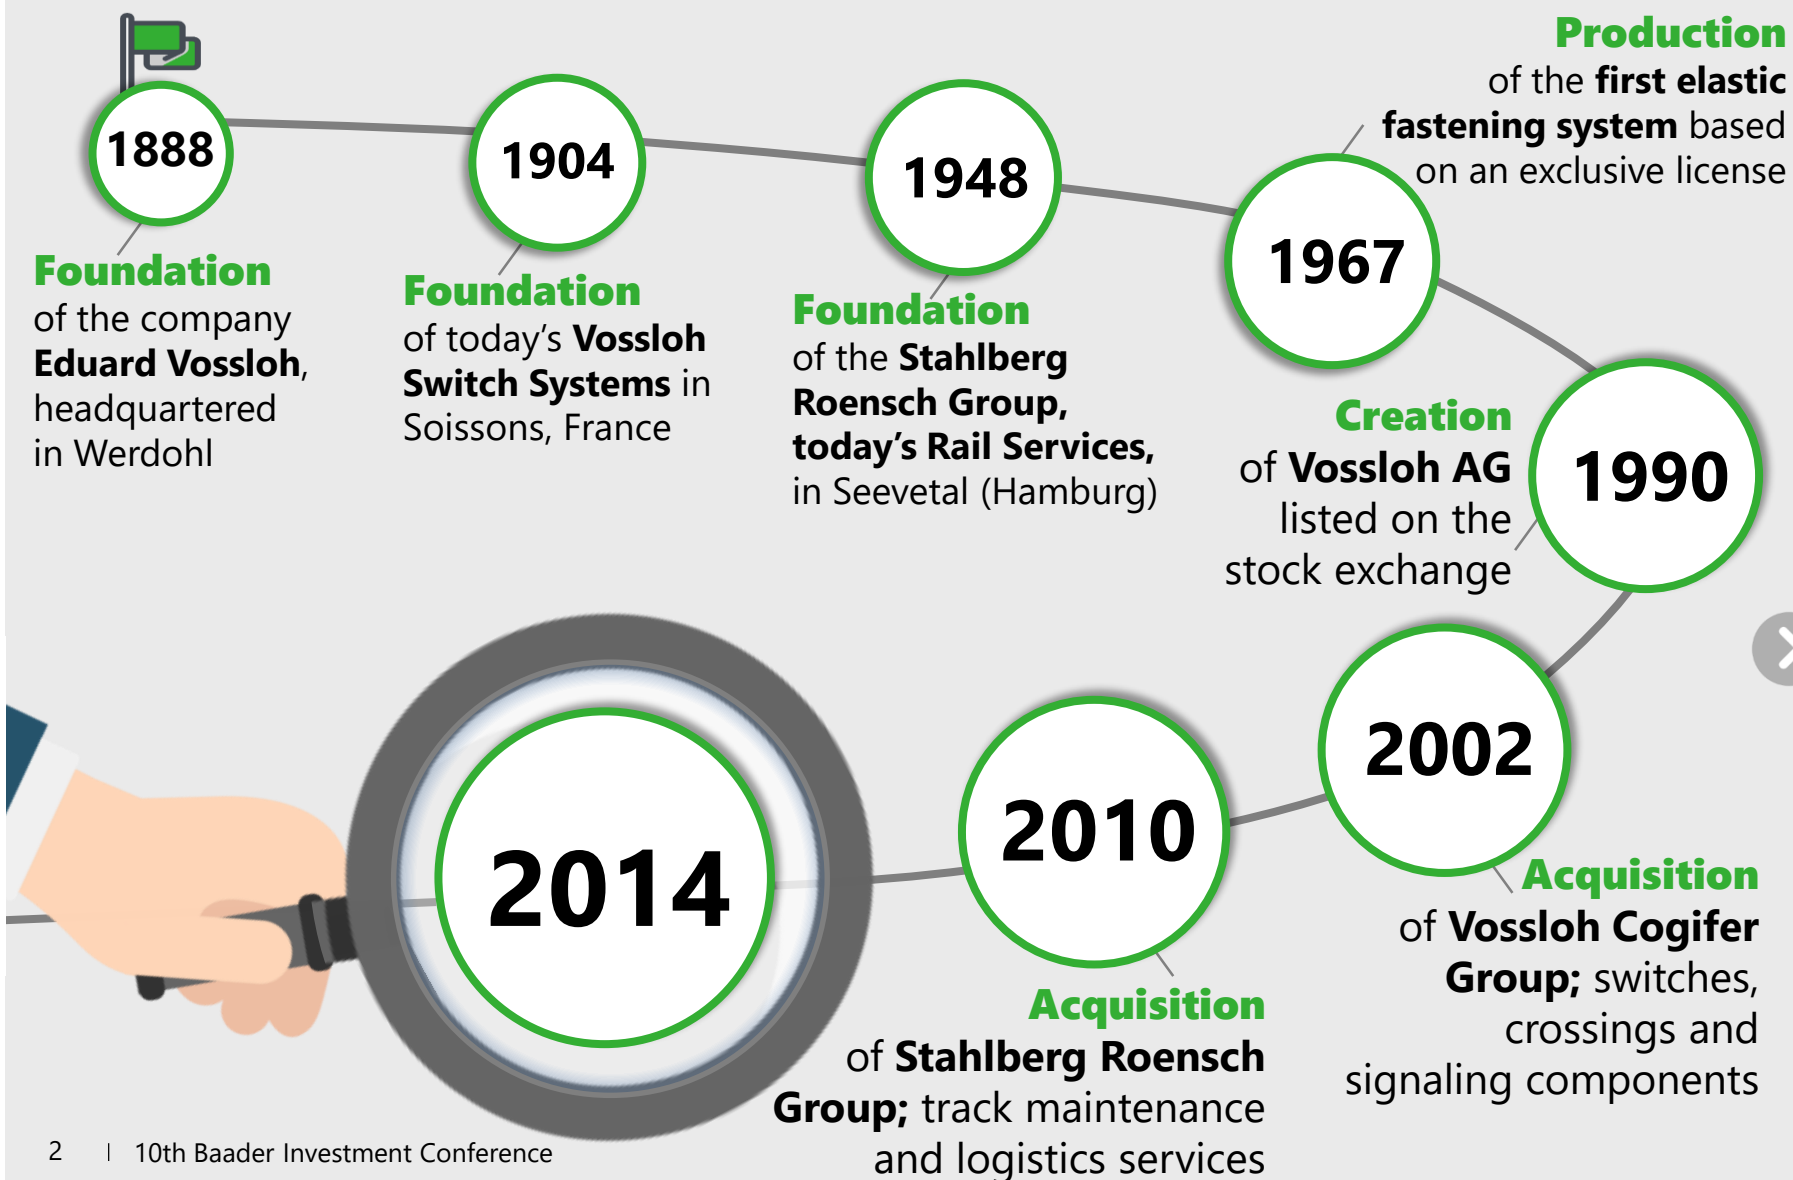 1888
Foundation
of the company
Eduard Vossloh,
headquartered
in Werdohl
1904
Foundation
of today’s Vossloh
Switch Systems in
Soissons, France
1948
Foundation
of the Stahlberg
Roensch Group,
today’s Rail Services,
in Seevetal (Hamburg)
1967
Production
of the first elastic
fastening system based
on an exclusive license
1990
Creation
of Vossloh AG
listed on the
stock exchange
2002
Acquisition
of Vossloh Cogifer
Group; switches,
crossings and
signaling components
2010
Acquisition
of Stahlberg Roensch
Group; track maintenance
and logistics services
2014
2 | 10th Baader Investment Conference